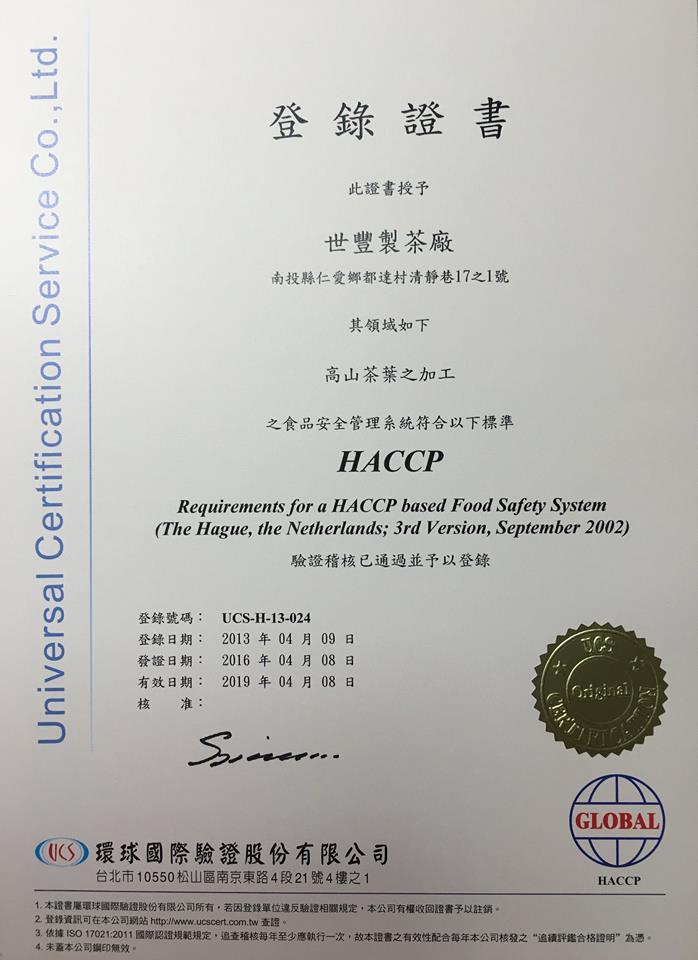 Universal Certification Service Co.,Ltd.
登錄證書
此證書授予
世豐製茶廠
南投縣仁愛鄉都達村清靜巷17之1號
其領域如下
高山茶葉之加工
之食品安全管理系統符合以下標準
HACCP
Requirements for a HACCP based Food Safety System
(The Hague, the Netherlands; 3rd Version, September 2002)
驗證稽核已通過並予以登錄
登錄號碼： UCS-H-13-024
登錄日期： 2013 年 04 月 09 日
發證日期： 2016 年 04 月 08 日
有效日期： 2019 年 04 月 08 日
核 准：
UCS
Original
CERTIFICATION
GLOBAL
HACCP
UCS 環球國際驗證股份有限公司
台北市10550松山區南京東路4段21號4樓之1
1. 本證書屬環球國際驗證股份有限公司所有，若因登錄單位違反驗證相關規定，本公司有權收回證書予以註銷。
2. 登錄資訊可在本公司網站 http://www.ucscert.com.tw 查證。
3. 依據 ISO 17021:2011 國際認證規範規定，追查稽核每年至少應執行一次，故本證書之有效性配合每年本公司核發之 “追續評鑑合格證明” 為憑。
4. 未蓋本公司鋼印無效。